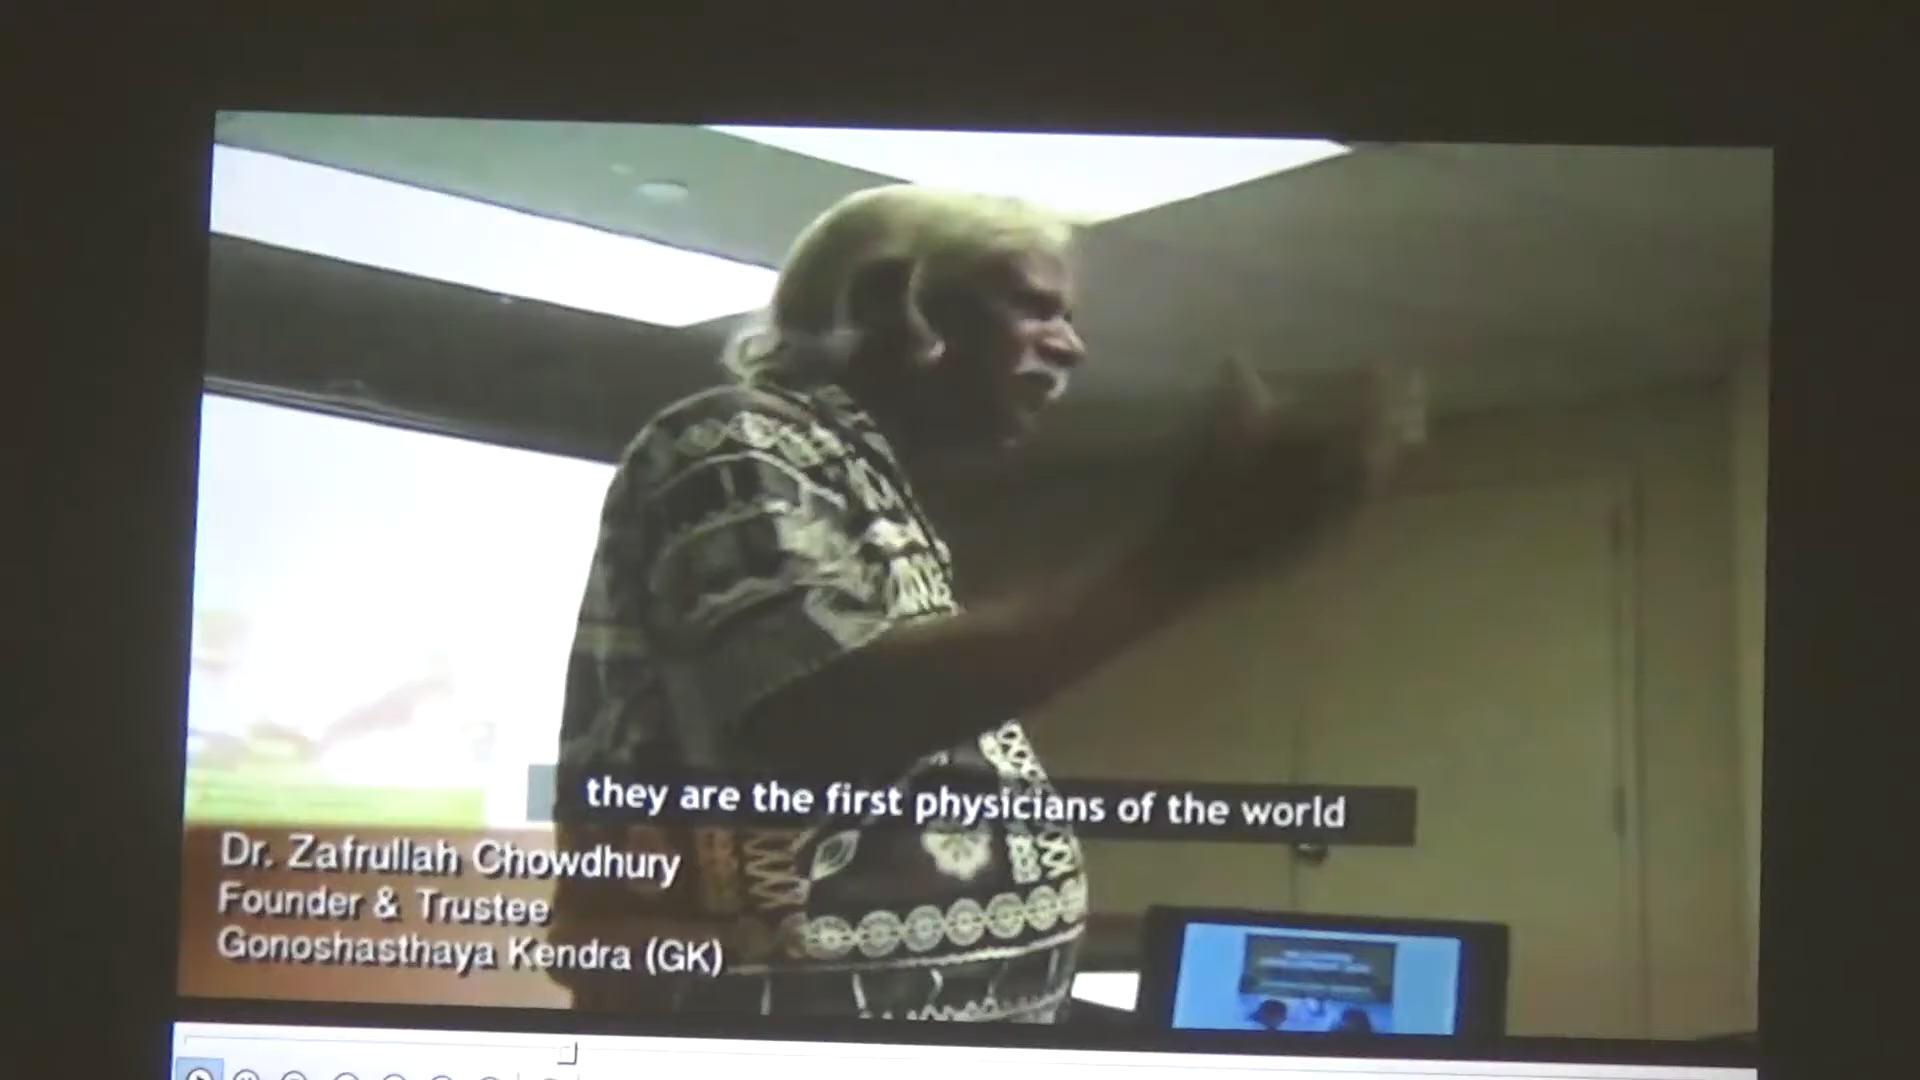 they are the first physicians of the world
Dr. Zafrullah Chowdhury
Founder & Trustee
Gonoshasthaya Kendra (GK)